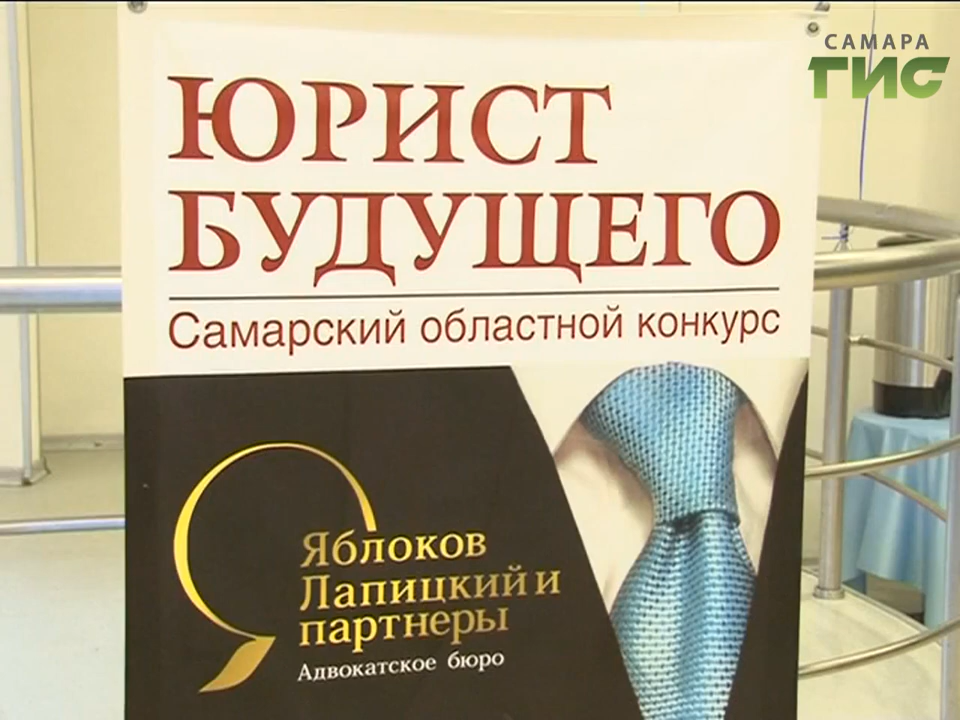 САМАРА
ГИС
ЮРИСТ
БУДУЩЕГО
Самарский областной конкурс
Яблоков
Лапицкий и
партнеры
Адвокатское бюро